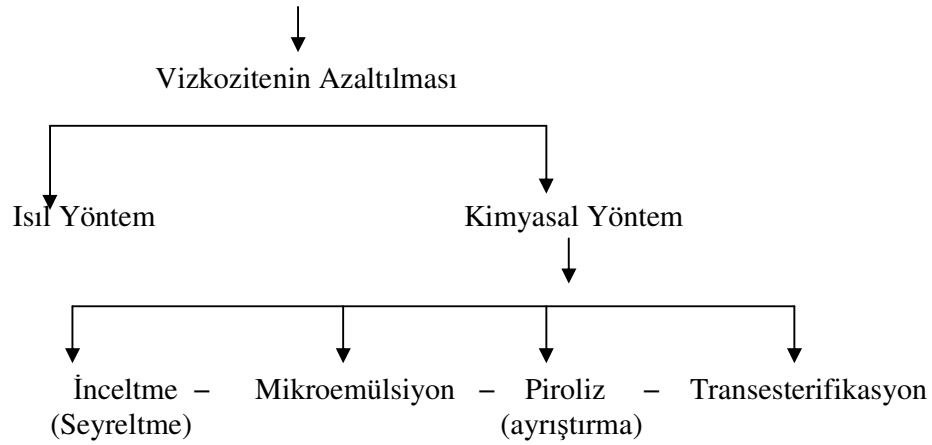 Vizkozitenin Azaltılması
Isıl Yöntem Kimyasal Yöntem
İnceltme – Mikroemülsiyon – Piroliz – Transesterifikasyon
(Seyreltme) (ayrıştırma)